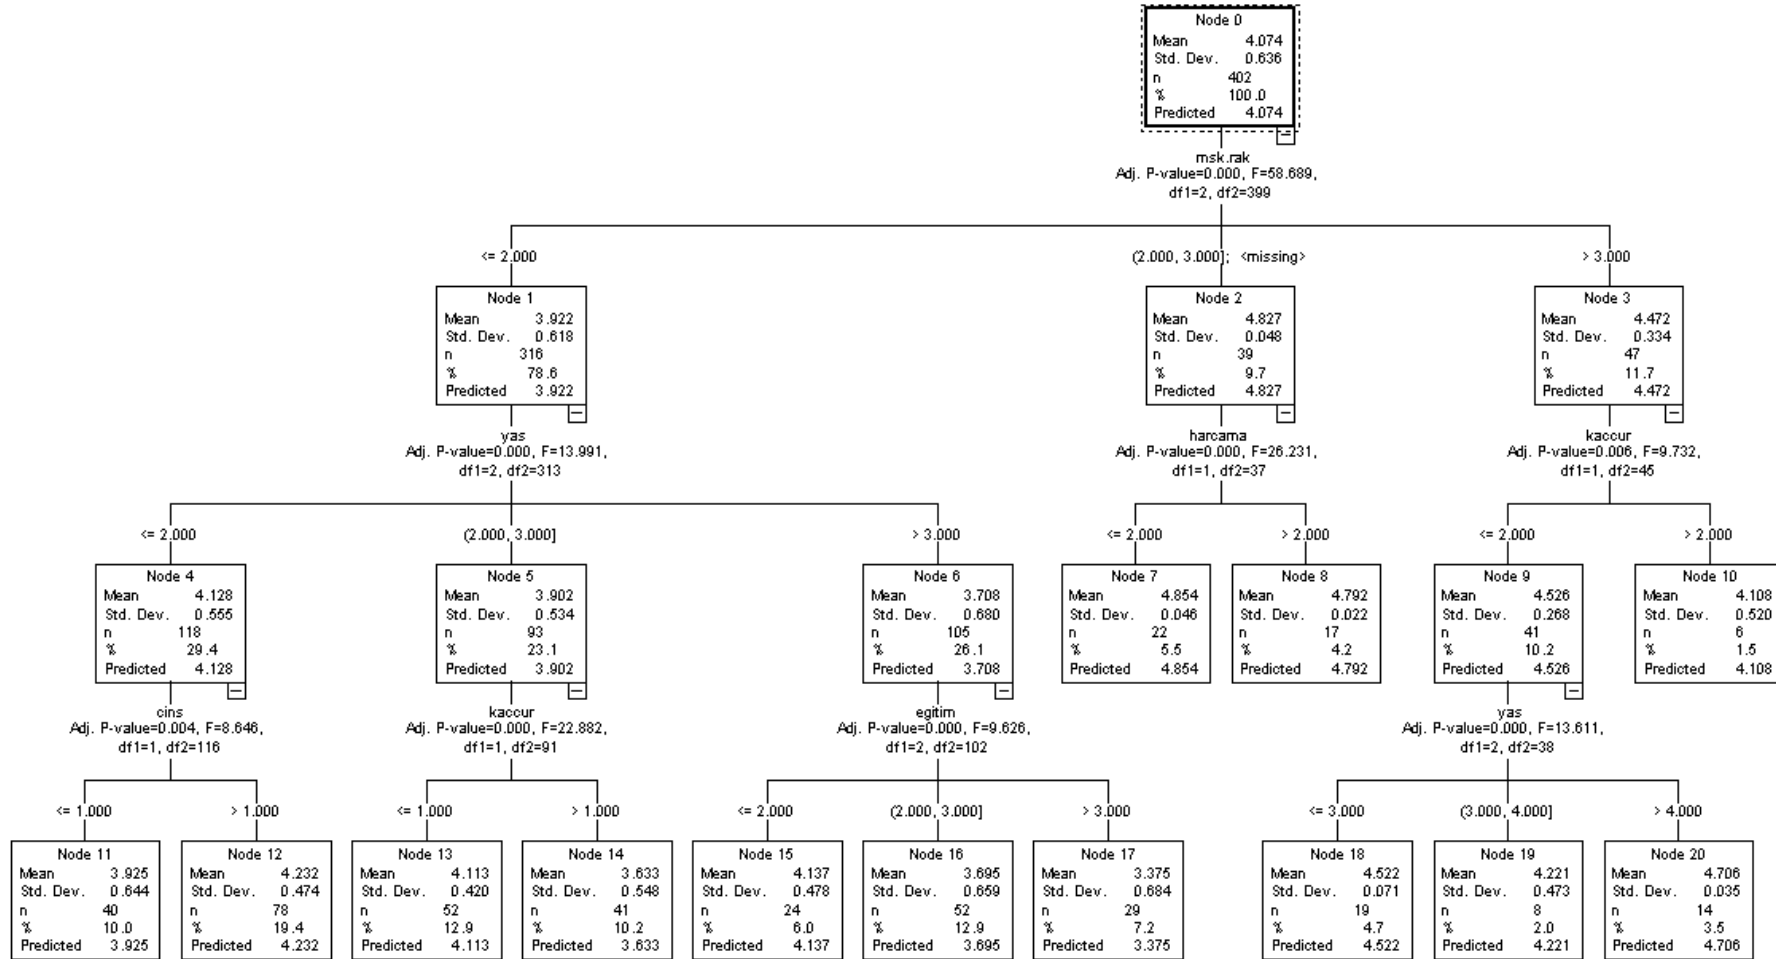 Node 0
Mean 4.074
Std. Dev. 0.636
n 402
% 100.0
Predicted 4.074
msk.rak
Adj. P-value=0.000, F=58.689,
df1=2, df2=399
<= 2.000
(2.000, 3.000]; <missing>
> 3.000
Node 1
Mean 3.922
Std. Dev. 0.618
n 316
% 78.6
Predicted 3.922
Node 2
Mean 4.827
Std. Dev. 0.048
n 39
% 9.7
Predicted 4.827
Node 3
Mean 4.472
Std. Dev. 0.334
n 47
% 11.7
Predicted 4.472
yas
Adj. P-value=0.000, F=13.991,
df1=2, df2=313
harcama
Adj. P-value=0.000, F=26.231,
df1=1, df2=37
kaccur
Adj. P-value=0.006, F=9.732,
df1=1, df2=45
<= 2.000
(2.000, 3.000]
> 3.000
<= 2.000
> 2.000
<= 2.000
> 2.000
Node 4
Mean 4.128
Std. Dev. 0.555
n 118
% 29.4
Predicted 4.128
Node 5
Mean 3.902
Std. Dev. 0.534
n 93
% 23.1
Predicted 3.902
Node 6
Mean 3.708
Std. Dev. 0.680
n 105
% 26.1
Predicted 3.708
Node 7
Mean 4.854
Std. Dev. 0.046
n 22
% 5.5
Predicted 4.854
Node 8
Mean 4.792
Std. Dev. 0.022
n 17
% 4.2
Predicted 4.792
Node 9
Mean 4.526
Std. Dev. 0.268
n 41
% 10.2
Predicted 4.526
Node 10
Mean 4.108
Std. Dev. 0.520
n 6
% 1.5
Predicted 4.108
cins
Adj. P-value=0.004, F=8.646,
df1=1, df2=116
kaccur
Adj. P-value=0.000, F=22.882,
df1=1, df2=91
egitim
Adj. P-value=0.000, F=9.626,
df1=2, df2=102
yas
Adj. P-value=0.000, F=13.611,
df1=2, df2=38
<= 1.000
> 1.000
<= 1.000
> 1.000
<= 2.000
(2.000, 3.000]
> 3.000
<= 3.000
(3.000, 4.000]
> 4.000
Node 11
Mean 3.925
Std. Dev. 0.644
n 40
% 10.0
Predicted 3.925
Node 12
Mean 4.232
Std. Dev. 0.474
n 78
% 19.4
Predicted 4.232
Node 13
Mean 4.113
Std. Dev. 0.420
n 52
% 12.9
Predicted 4.113
Node 14
Mean 3.633
Std. Dev. 0.548
n 41
% 10.2
Predicted 3.633
Node 15
Mean 4.137
Std. Dev. 0.478
n 24
% 6.0
Predicted 4.137
Node 16
Mean 3.695
Std. Dev. 0.659
n 52
% 12.9
Predicted 3.695
Node 17
Mean 3.375
Std. Dev. 0.684
n 29
% 7.2
Predicted 3.375
Node 18
Mean 4.522
Std. Dev. 0.071
n 19
% 4.7
Predicted 4.522
Node 19
Mean 4.221
Std. Dev. 0.473
n 8
% 2.0
Predicted 4.221
Node 20
Mean 4.706
Std. Dev. 0.035
n 14
% 3.5
Predicted 4.706